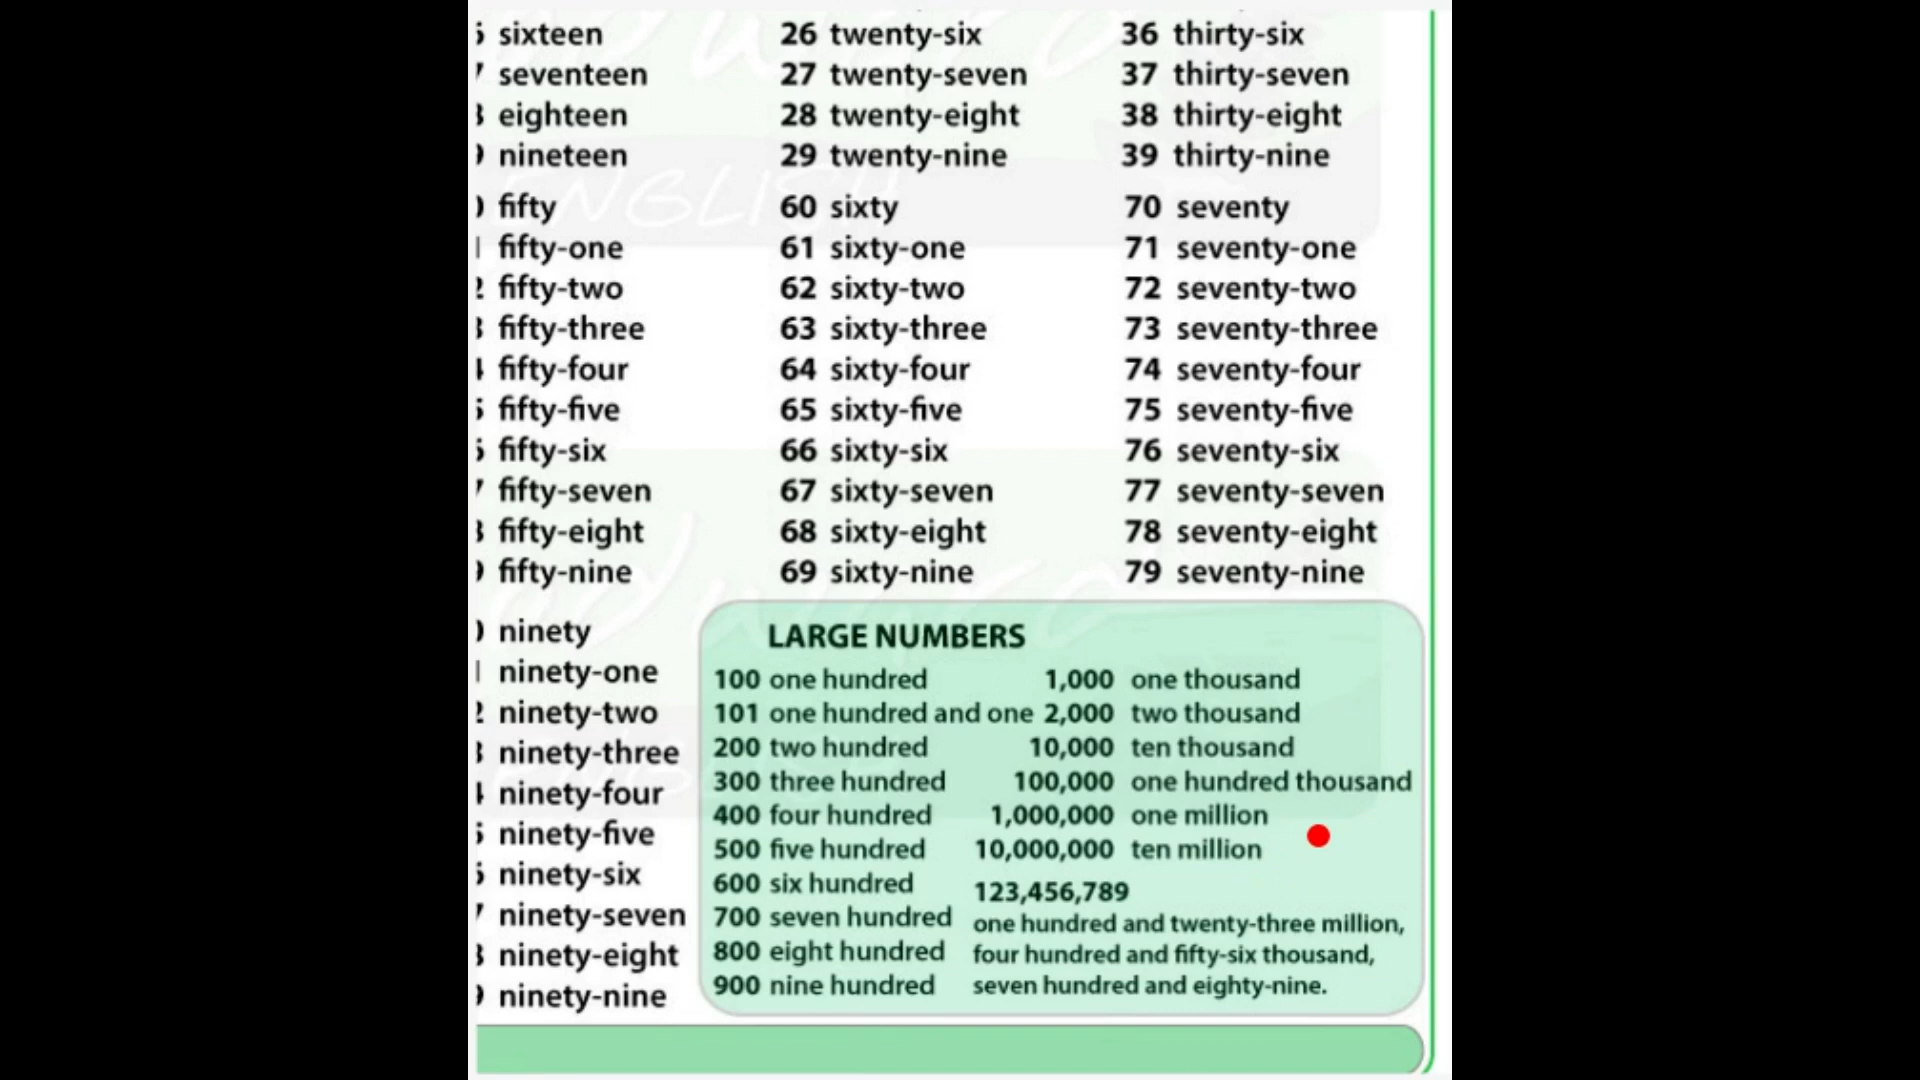 sixteen 26 twenty-six 36 thirty-six
seventeen 27 twenty-seven 37 thirty-seven
eighteen 28 twenty-eight 38 thirty-eight
nineteen 29 twenty-nine 39 thirty-nine
fifty 60 sixty 70 seventy
fifty-one 61 sixty-one 71 seventy-one
fifty-two 62 sixty-two 72 seventy-two
fifty-three 63 sixty-three 73 seventy-three
fifty-four 64 sixty-four 74 seventy-four
fifty-five 65 sixty-five 75 seventy-five
fifty-six 66 sixty-six 76 seventy-six
fifty-seven 67 sixty-seven 77 seventy-seven
fifty-eight 68 sixty-eight 78 seventy-eight
fifty-nine 69 sixty-nine 79 seventy-nine
ninety
ninety-one
ninety-two
ninety-three
ninety-four
ninety-five
ninety-six
ninety-seven
ninety-eight
ninety-nine
LARGE NUMBERS
100 one hundred 1,000 one thousand
101 one hundred and one 2,000 two thousand
200 two hundred 10,000 ten thousand
300 three hundred 100,000 one hundred thousand
400 four hundred 1,000,000 one million
500 five hundred 10,000,000 ten million
600 six hundred
700 seven hundred
800 eight hundred
900 nine hundred
123,456,789
one hundred and twenty-three million,
four hundred and fifty-six thousand,
seven hundred and eighty-nine.
ENGLISH